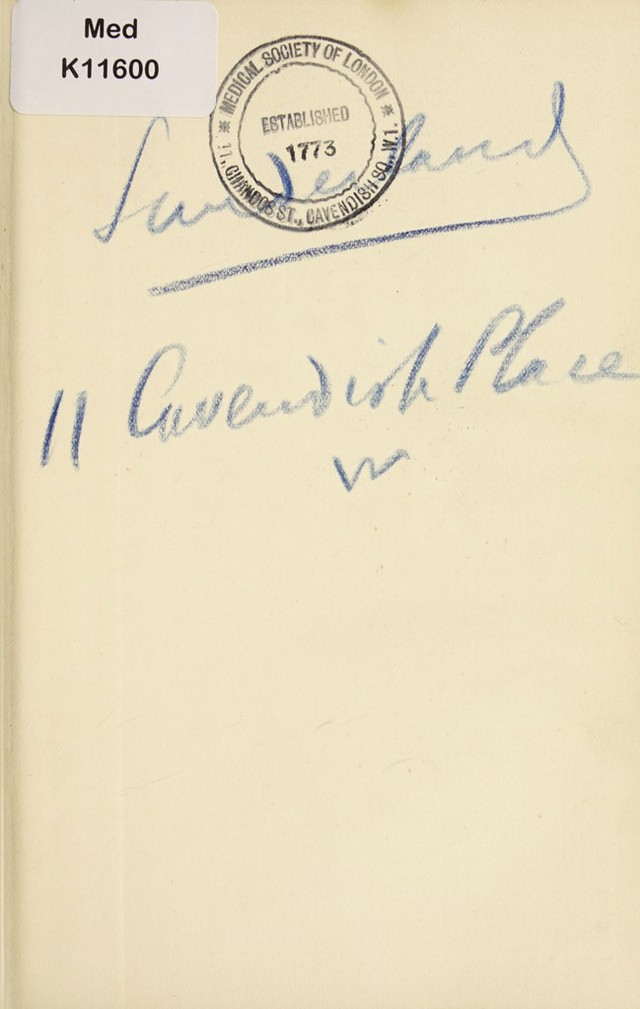 Med
K11600
* MEDICAL SOCIETY OF LONDON *
ESTABLISHED
1773
11, CHANDOS ST., CAVENDISH SQ. W.1.
Sunderland
11 Cavendish Place
W